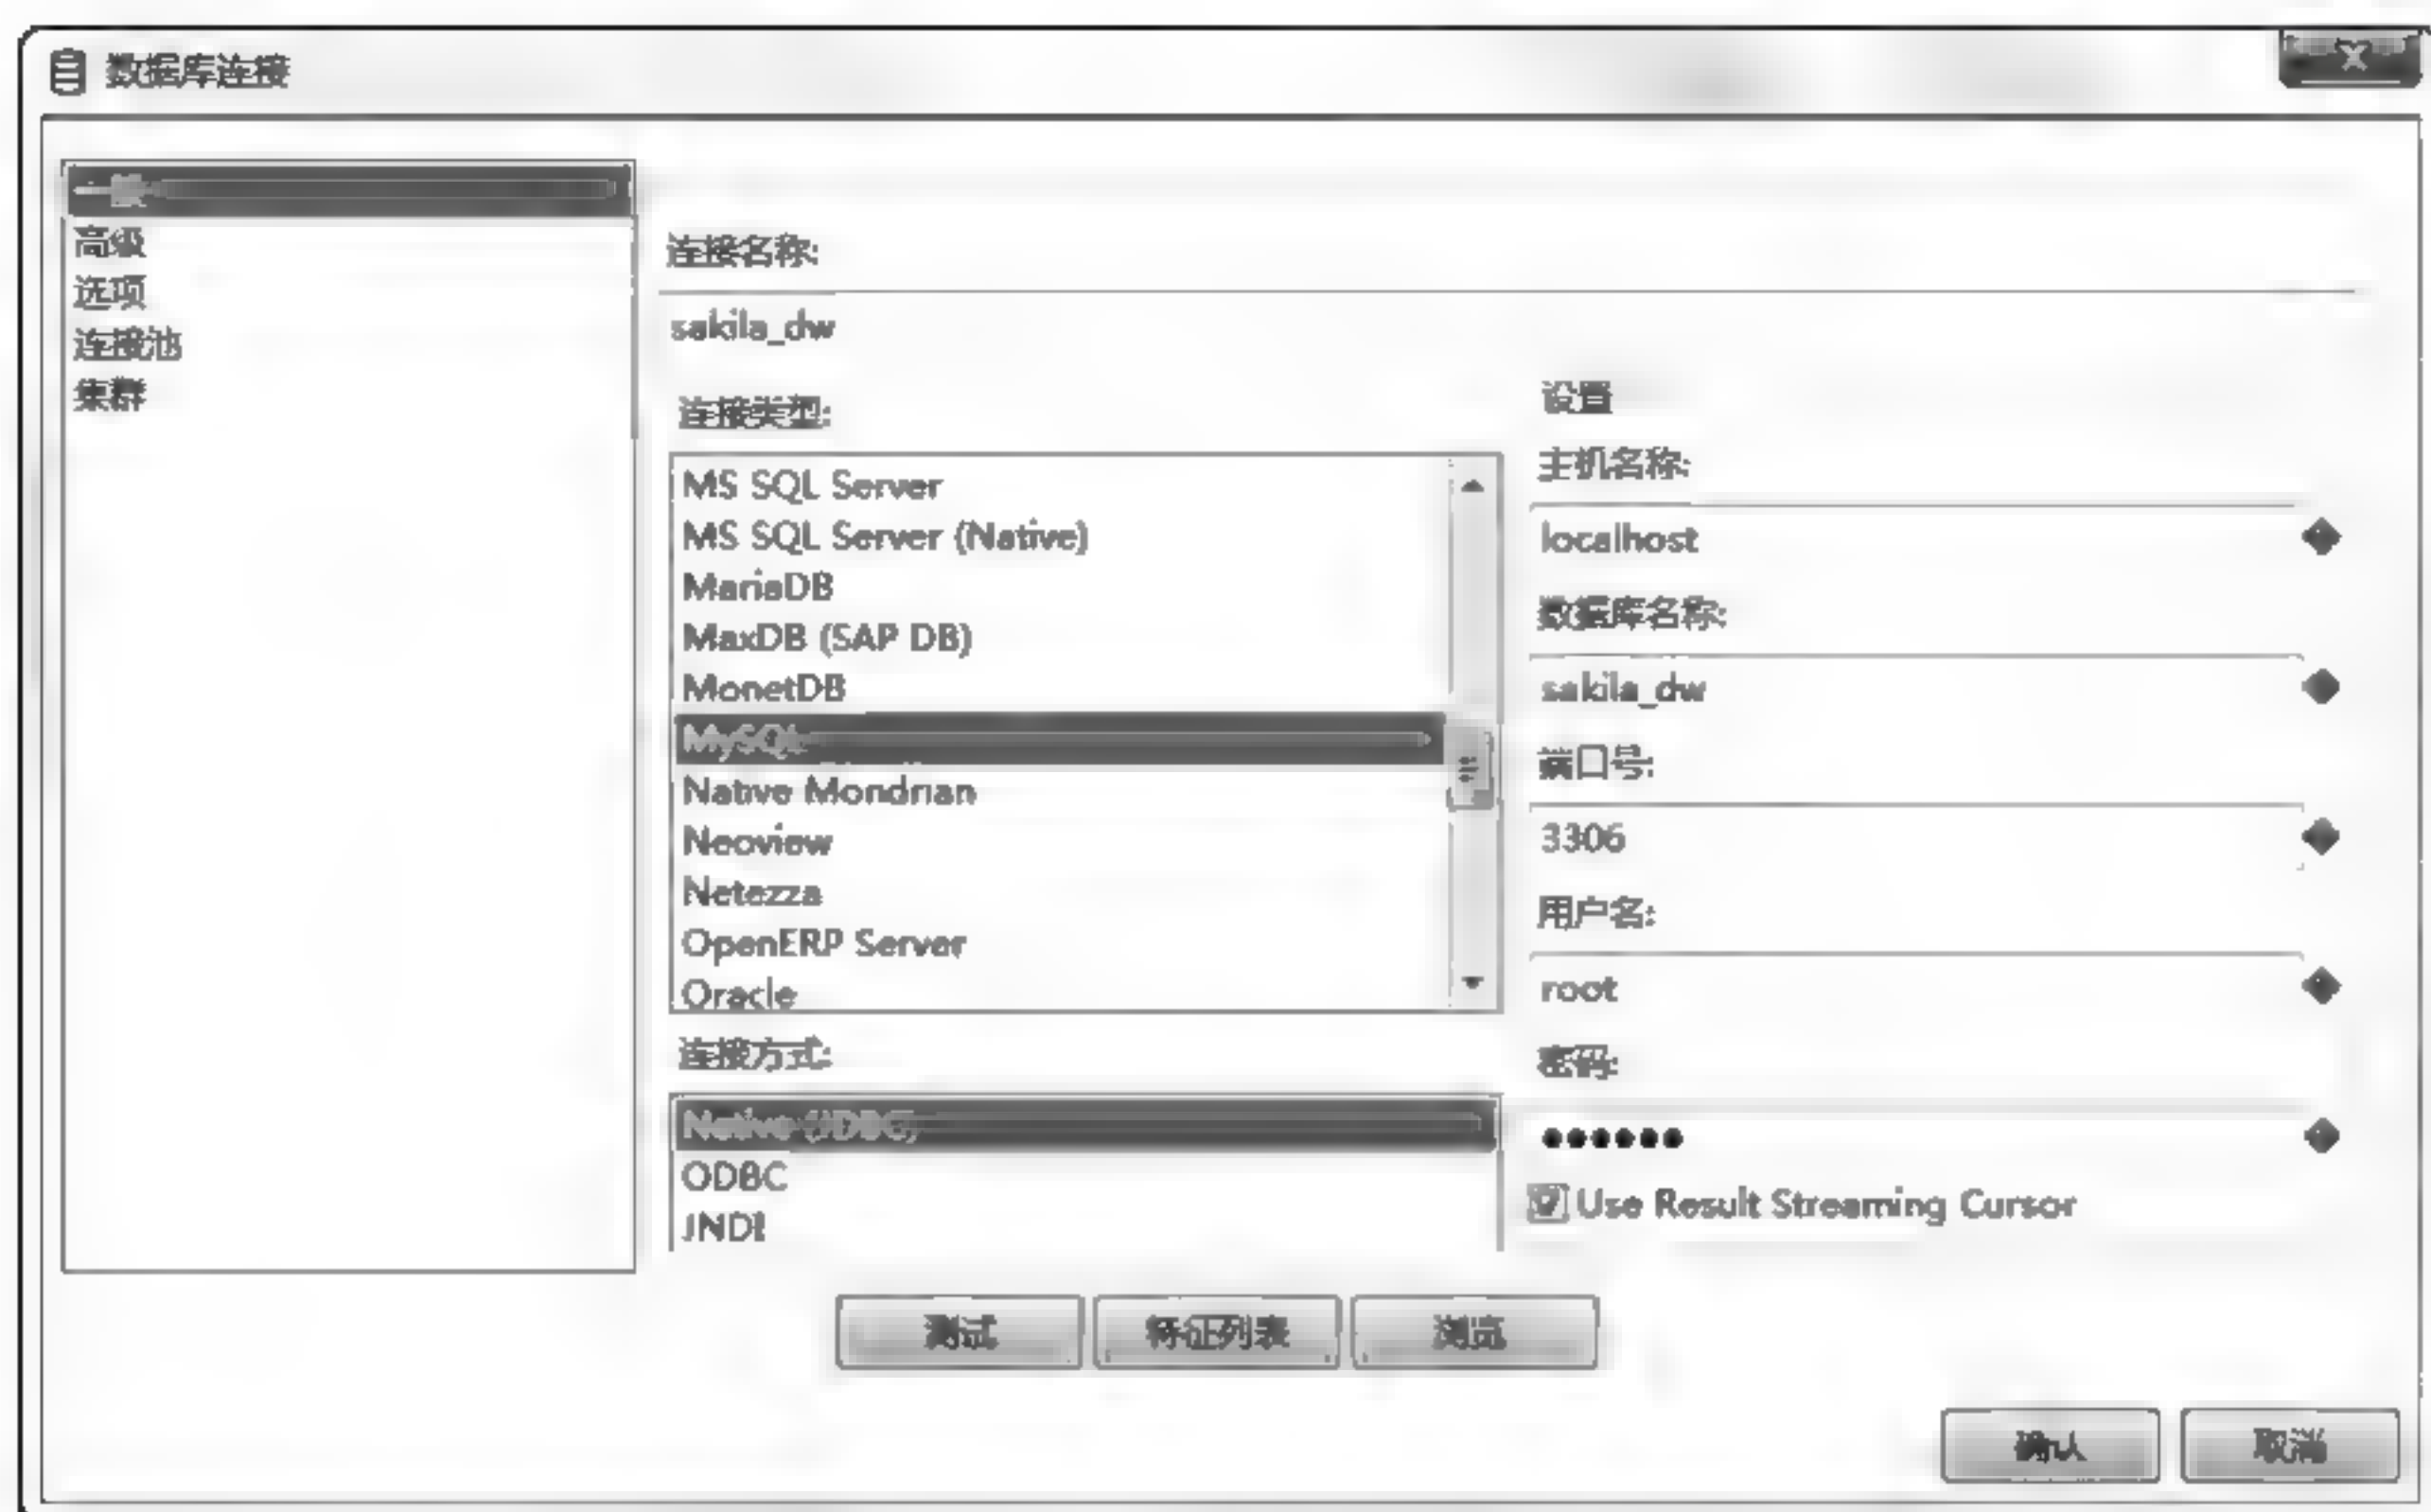 数据库连接
一般
高级
选项
连接池
集群
连接名称:
sakila_dw
连接类型:
MS SQL Server
MS SQL Server (Native)
MariaDB
MaxDB (SAP DB)
MonetDB
MySQL
Native Mondrian
Neoview
Netezza
OpenERP Server
Oracle
连接方式:
Native (JDBC)
ODBC
JNDI
设置
主机名称:
localhost
数据库名称:
sakila_dw
端口号:
3306
用户名:
root
密码:
●●●●●●
Use Result Streaming Cursor
测试
特征列表
浏览
确认
取消